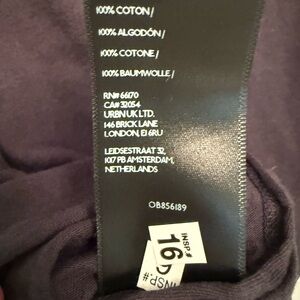 100% COTON /
100% ALGODÓN /
100% COTONE /
100% BAUMWOLLE /
RN# 66170
CA# 32054
URBN UK LTD.
146 BRICK LANE
LONDON, E1 6RU
LEIDSESTRAAT 32,
1017 PB AMSTERDAM,
NETHERLANDS
OB856189
INSP. #
16
INSP. #